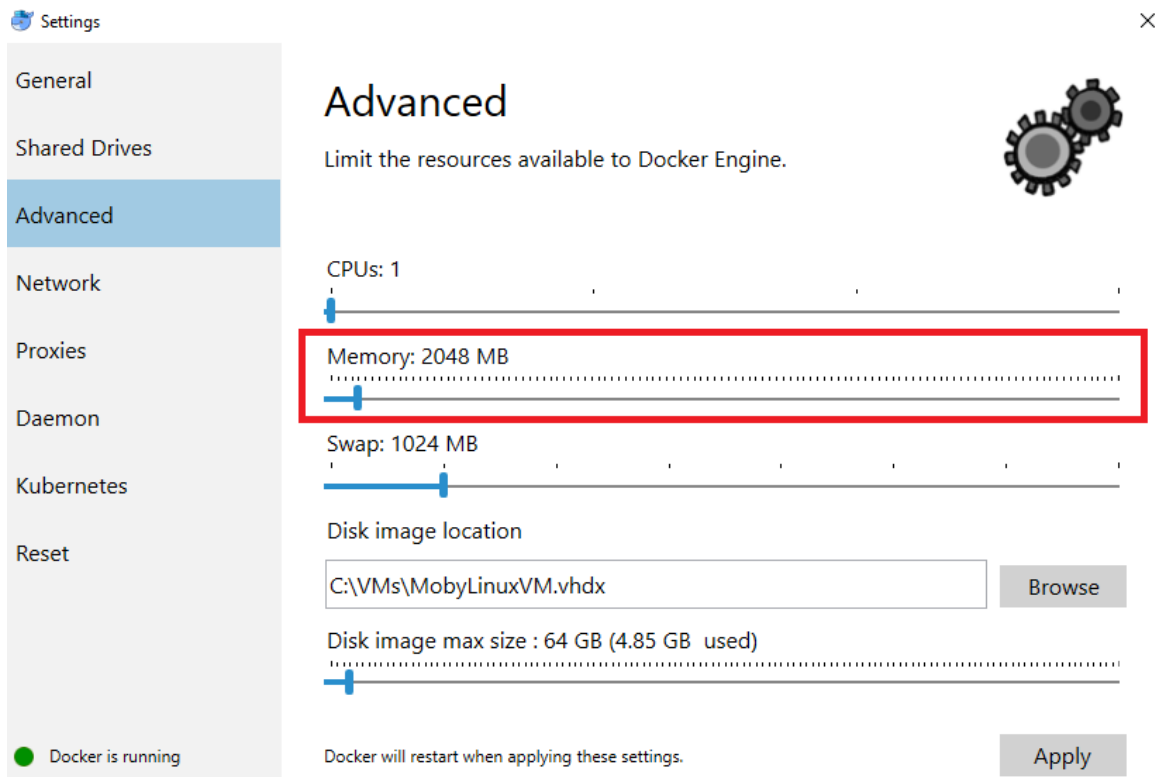 Settings
General
Shared Drives
Advanced
Network
Proxies
Daemon
Kubernetes
Reset
Docker is running
Advanced
Limit the resources available to Docker Engine.
CPUs: 1
Memory: 2048 MB
Swap: 1024 MB
Disk image location
C:\VMs\MobyLinuxVM.vhdx
Browse
Disk image max size : 64 GB (4.85 GB  used)
Docker will restart when applying these settings.
Apply